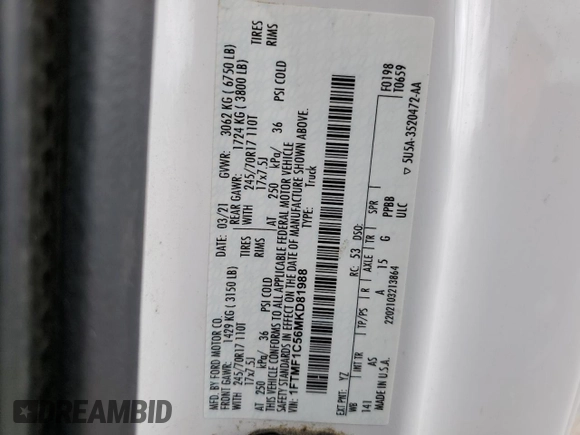 MFD. BY FORD MOTOR CO.
DATE: 03/21 GVWR: 3062 KG ( 6750 LB)
FRONT GAWR: 1429 KG ( 3150 LB) REAR GAWR: 1724 KG ( 3800 LB)
WITH 245/70R17 110T TIRES WITH 245/70R17 110T TIRES
17x7.5J RIMS 17x7.5J RIMS
AT 250 kPa/ 36 PSI COLD AT 250 kPa/ 36 PSI COLD
THIS VEHICLE CONFORMS TO ALL APPLICABLE FEDERAL MOTOR VEHICLE
SAFETY STANDARDS IN EFFECT ON THE DATE OF MANUFACTURE SHOWN ABOVE.
VIN: 1FTMF1C56MKD81988 TYPE: Truck
F0198
T0659
EXT PNT: YZ RC: 53 DSO:
WB INT TR TP/PS R AXLE TR SPR
141 AS A 15 G PPBB
2202103213864 ULC
MADE IN U.S.A. 5U5A-3520472-AA
DREAMBID